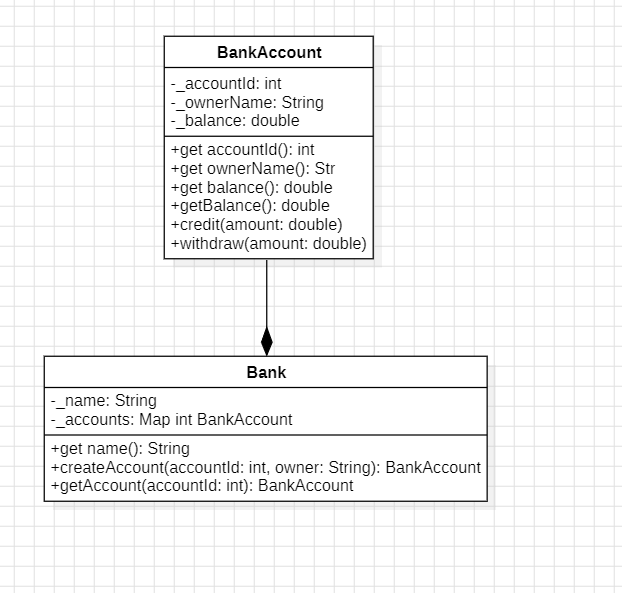 BankAccount
-_accountId: int
-_ownerName: String
-_balance: double
+get accountId(): int
+get ownerName(): Str
+get balance(): double
+getBalance(): double
+credit(amount: double)
+withdraw(amount: double)
Bank
-_name: String
-_accounts: Map int BankAccount
+get name(): String
+createAccount(accountId: int, owner: String): BankAccount
+getAccount(accountId: int): BankAccount